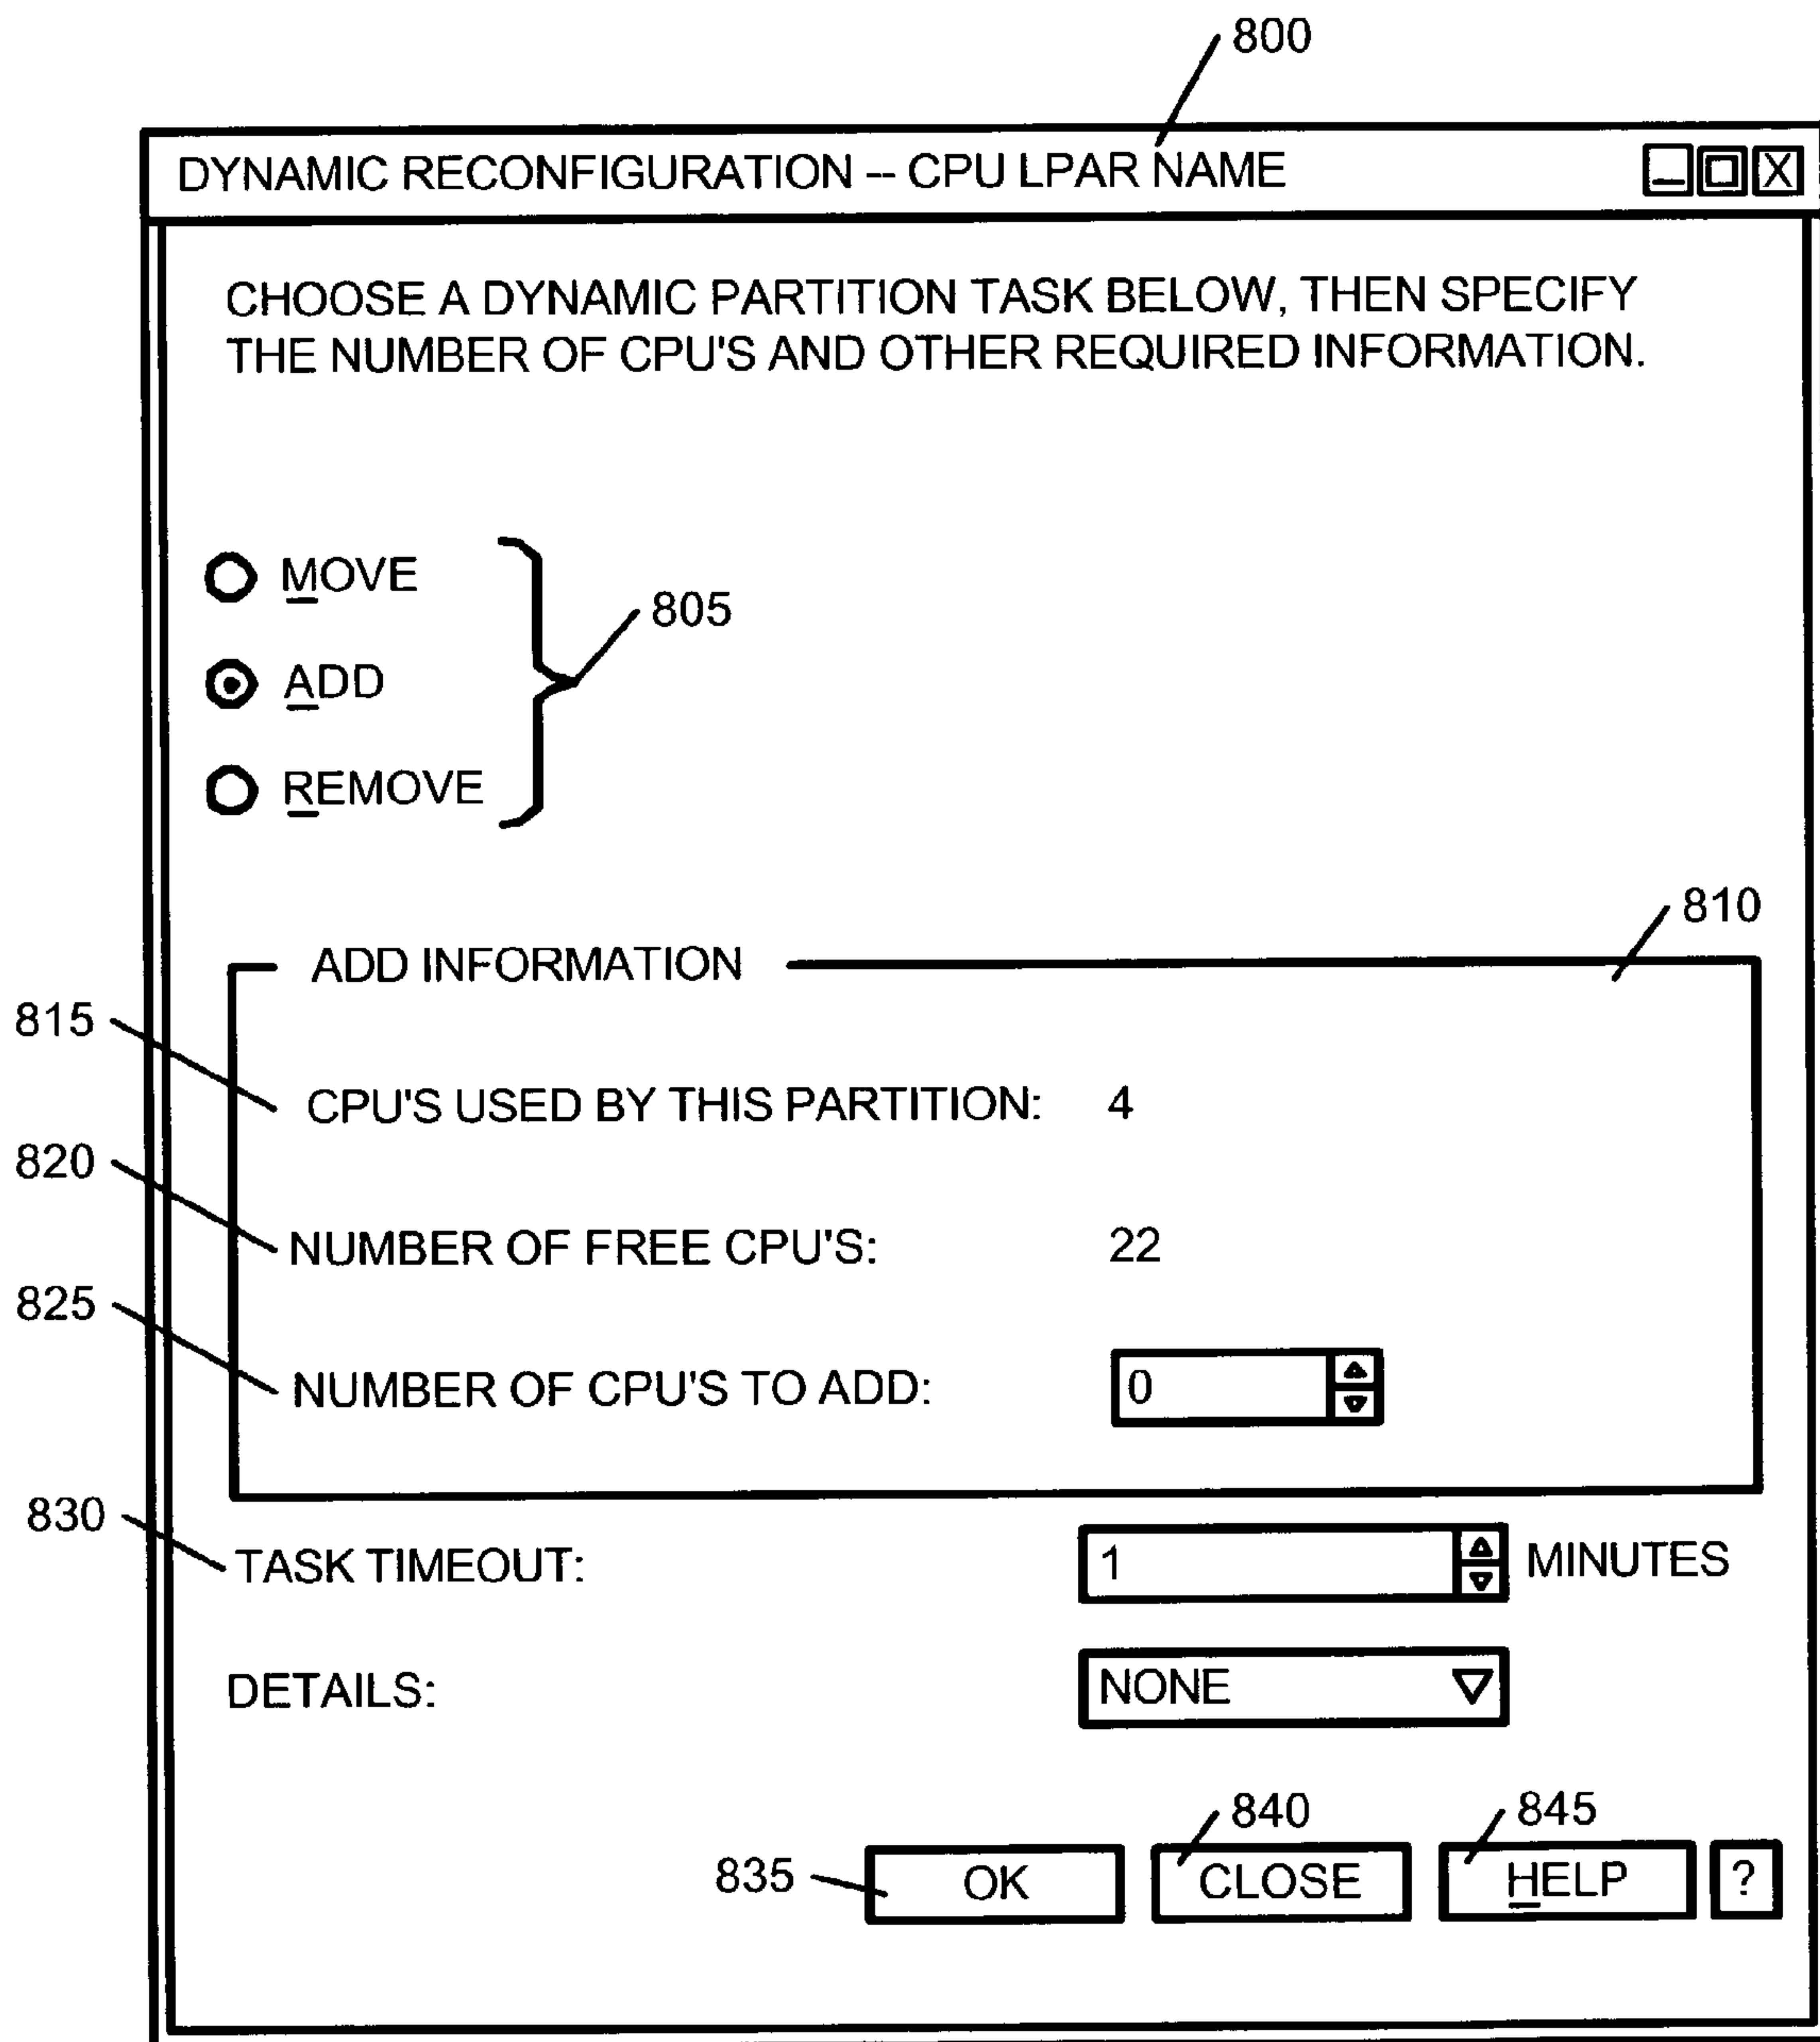 800
DYNAMIC RECONFIGURATION -- CPU LPAR NAME
X
CHOOSE A DYNAMIC PARTITION TASK BELOW, THEN SPECIFY
THE NUMBER OF CPU'S AND OTHER REQUIRED INFORMATION.
MOVE
805
ADD
REMOVE
810
ADD INFORMATION
815
CPU'S USED BY THIS PARTITION: 4
820
NUMBER OF FREE CPU'S: 22
825
NUMBER OF CPU'S TO ADD: 0
830
TASK TIMEOUT: 1 MINUTES
DETAILS: NONE
840 845
835 OK CLOSE HELP ?